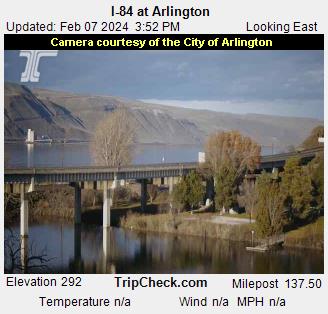 I-84 at Arlington
Updated: Feb 07 2024 3:52 PM Looking East
Camera courtesy of the City of Arlington
Elevation 292 TripCheck.com Milepost 137.50
Temperature n/a Wind n/a MPH n/a